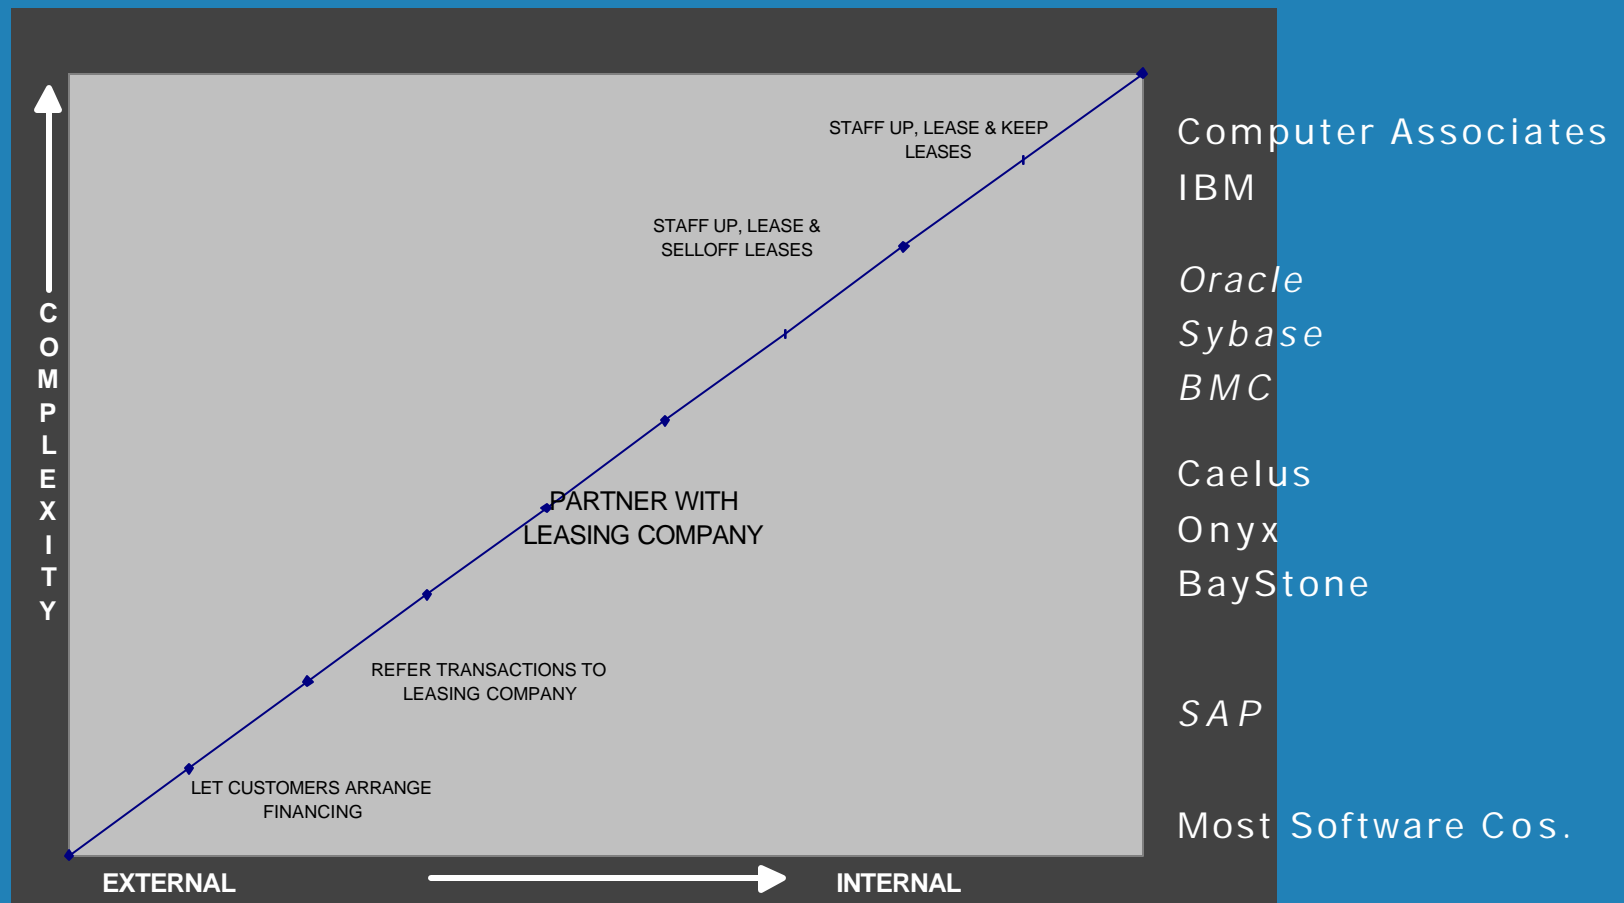 COMPLEXITY
STAFF UP, LEASE & KEEP
LEASES
STAFF UP, LEASE &
SELLOFF LEASES
PARTNER WITH
LEASING COMPANY
REFER TRANSACTIONS TO
LEASING COMPANY
LET CUSTOMERS ARRANGE
FINANCING
EXTERNAL
INTERNAL
Computer Associates
IBM
Oracle
Sybase
BMC
Caelus
Onyx
BayStone
SAP
Most Software Cos.